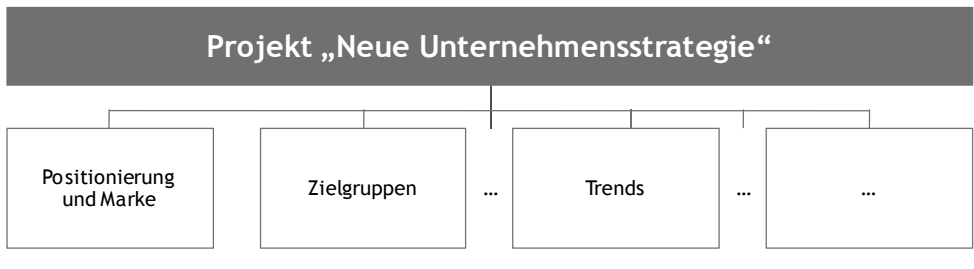 Projekt „Neue Unternehmensstrategie“
Positionierung
und Marke
Zielgruppen
...
Trends
...
...